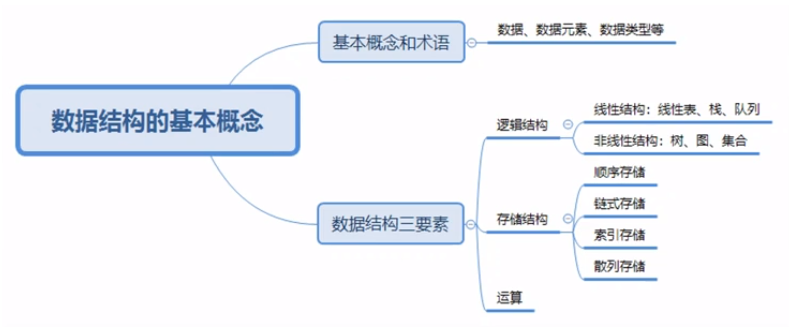 数据结构的基本概念
基本概念和术语
数据、数据元素、数据类型等
数据结构三要素
逻辑结构
线性结构：线性表、栈、队列
非线性结构：树、图、集合
存储结构
顺序存储
链式存储
索引存储
散列存储
运算